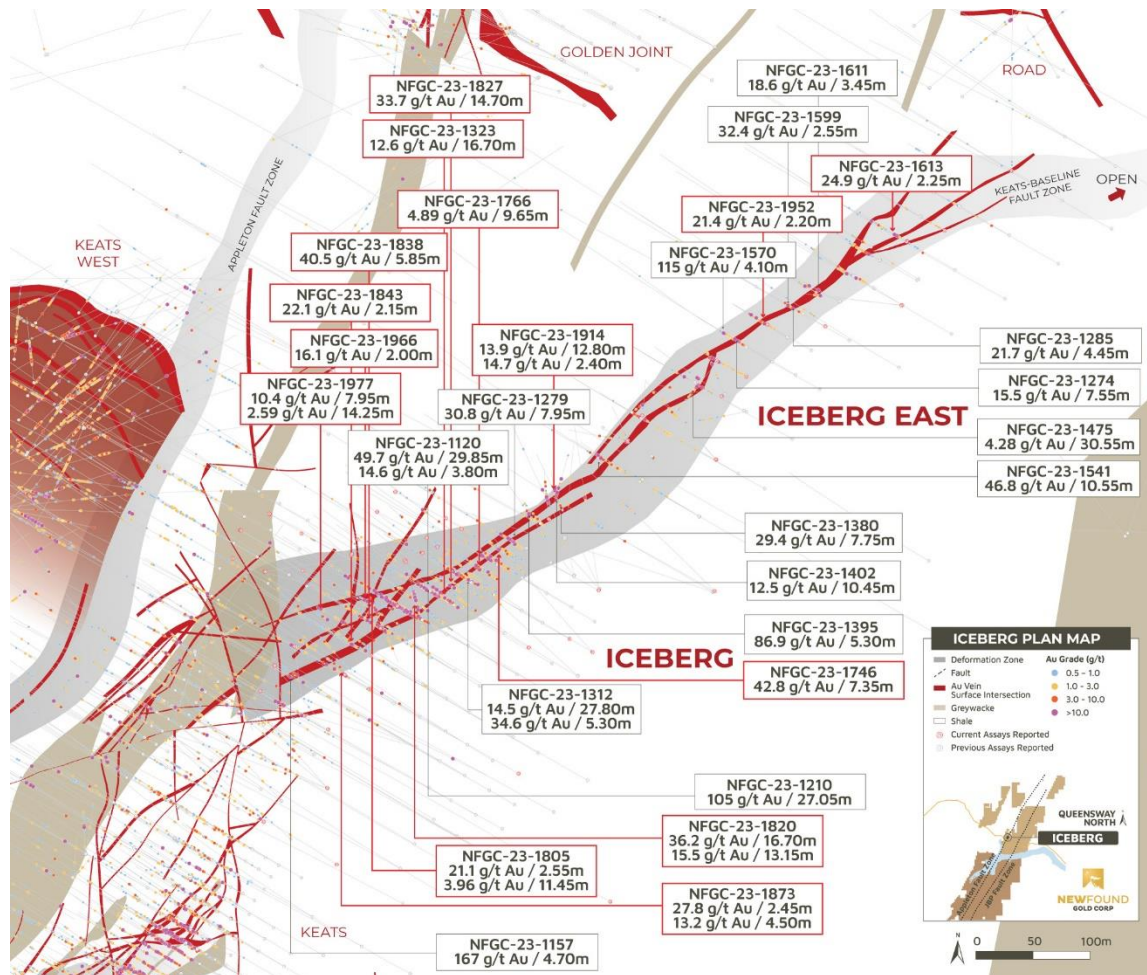 GOLDEN JOINT
ROAD
NFGC-23-1827
33.7 g/t Au / 14.70m
NFGC-23-1323
12.6 g/t Au / 16.70m
NFGC-23-1766
4.89 g/t Au / 9.65m
NFGC-23-1838
40.5 g/t Au / 5.85m
NFGC-23-1843
22.1 g/t Au / 2.15m
NFGC-23-1966
16.1 g/t Au / 2.00m
NFGC-23-1977
10.4 g/t Au / 7.95m
2.59 g/t Au / 14.25m
NFGC-23-1611
18.6 g/t Au / 3.45m
NFGC-23-1599
32.4 g/t Au / 2.55m
NFGC-23-1613
24.9 g/t Au / 2.25m
NFGC-23-1952
21.4 g/t Au / 2.20m
NFGC-23-1570
115 g/t Au / 4.10m
KEATS-BASELINE
FAULT ZONE
OPEN
APPLETON FAULT ZONE
KEATS
WEST
NFGC-23-1914
13.9 g/t Au / 12.80m
14.7 g/t Au / 2.40m
NFGC-23-1279
30.8 g/t Au / 7.95m
NFGC-23-1120
49.7 g/t Au / 29.85m
14.6 g/t Au / 3.80m
ICEBERG EAST
NFGC-23-1285
21.7 g/t Au / 4.45m
NFGC-23-1274
15.5 g/t Au / 7.55m
NFGC-23-1475
4.28 g/t Au / 30.55m
NFGC-23-1541
46.8 g/t Au / 10.55m
NFGC-23-1380
29.4 g/t Au / 7.75m
NFGC-23-1402
12.5 g/t Au / 10.45m
NFGC-23-1395
86.9 g/t Au / 5.30m
NFGC-23-1746
42.8 g/t Au / 7.35m
ICEBERG
NFGC-23-1312
14.5 g/t Au / 27.80m
34.6 g/t Au / 5.30m
NFGC-23-1210
105 g/t Au / 27.05m
NFGC-23-1820
36.2 g/t Au / 16.70m
15.5 g/t Au / 13.15m
NFGC-23-1805
21.1 g/t Au / 2.55m
3.96 g/t Au / 11.45m
NFGC-23-1873
27.8 g/t Au / 2.45m
13.2 g/t Au / 4.50m
KEATS
NFGC-23-1157
167 g/t Au / 4.70m
ICEBERG PLAN MAP
Deformation Zone
Fault
Au Vein
Surface Intersection
Greywacke
Shale
Current Assays Reported
Previous Assays Reported
Au Grade (g/t)
0.5 - 1.0
1.0 - 3.0
3.0 - 10.0
>10.0
QUEENSWAY
NORTH
ICEBERG
Appleton Fault Zone
JBP Fault Zone
NEWFOUND
GOLD CORP
N
0 50 100m